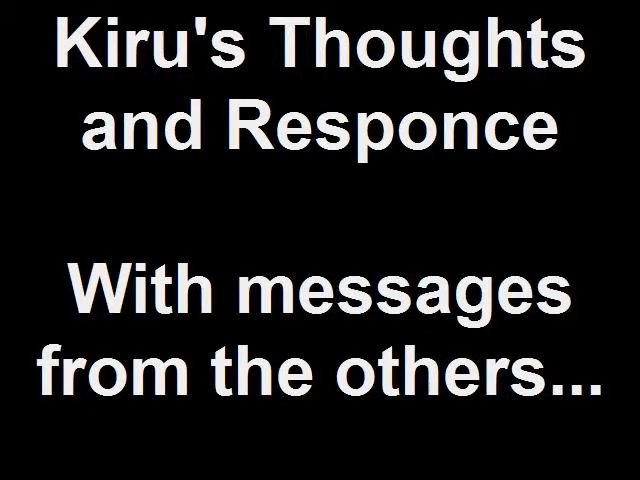 Kiru's Thoughts
and Responce
With messages
from the others...